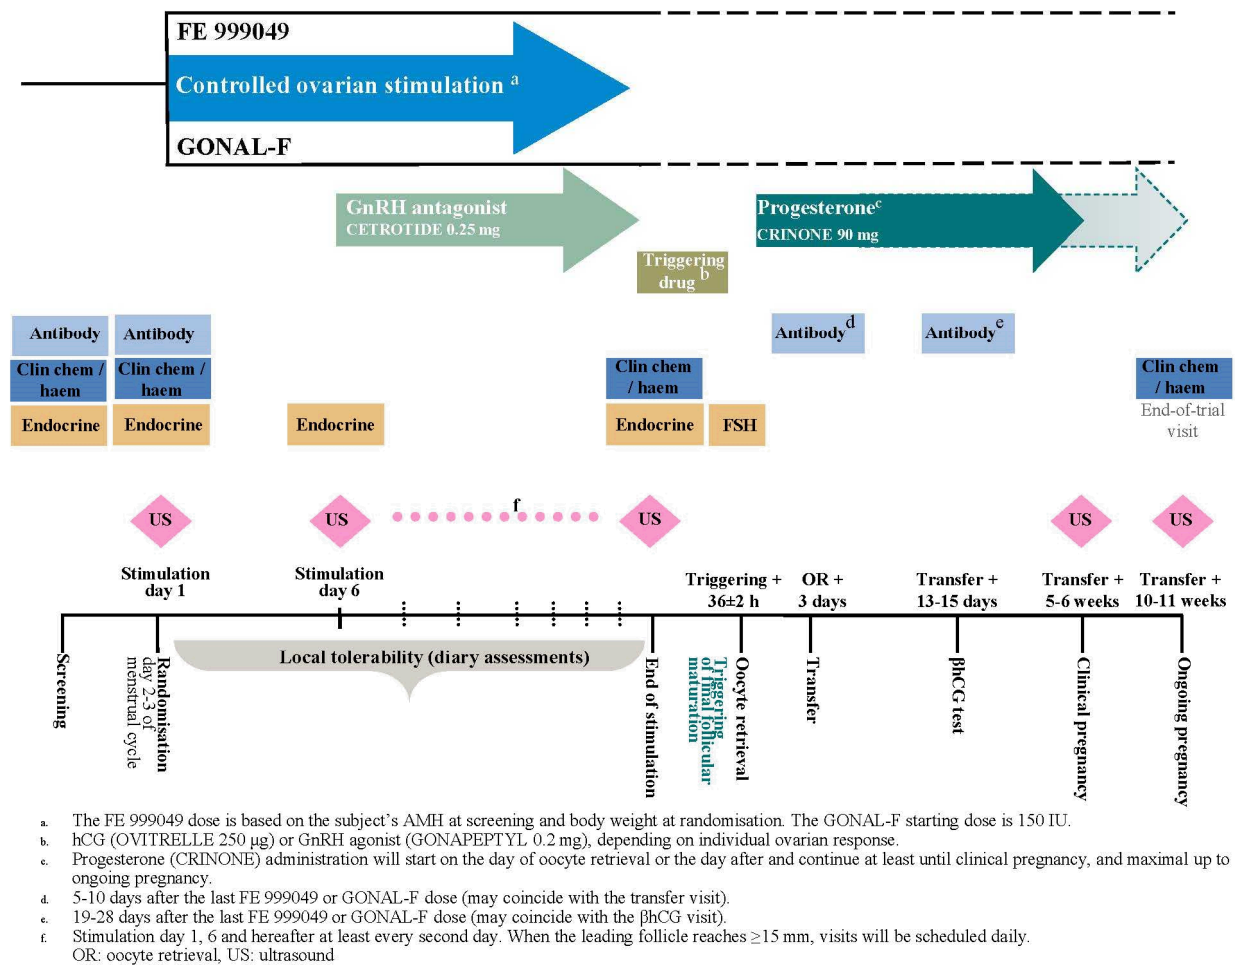 FE 999049
Controlled ovarian stimulation a
GONAL-F
GnRH antagonist
CETROTIDE 0.25 mg
Progesterone c
CRINONE 90 mg
Triggering
drug b
Antibody
Antibody
Antibody d
Antibody e
Clin chem /
haem
Clin chem /
haem
Clin chem
/ haem
Clin chem
/ haem
Endocrine
Endocrine
Endocrine
Endocrine
FSH
End-of-trial
visit
f
US
US
US
US
US
Stimulation
day 1
Stimulation
day 6
Triggering +
36±2 h
OR +
3 days
Transfer +
13-15 days
Transfer +
5-6 weeks
Transfer +
10-11 weeks
Local tolerability (diary assessments)
Screening
Randomisation
day 2-3 of
menstrual cycle
End of stimulation
Triggering
of final follicular
maturation
Oocyte retrieval
Transfer
βhCG test
Clinical pregnancy
Ongoing pregnancy
a. The FE 999049 dose is based on the subject's AMH at screening and body weight at randomisation. The GONAL-F starting dose is 150 IU.
b. hCG (OVITRELLE 250 µg) or GnRH agonist (GONAPEPTYL 0.2 mg), depending on individual ovarian response.
c. Progesterone (CRINONE) administration will start on the day of oocyte retrieval or the day after and continue at least until clinical pregnancy, and maximal up to
ongoing pregnancy.
d. 5-10 days after the last FE 999049 or GONAL-F dose (may coincide with the transfer visit).
e. 19-28 days after the last FE 999049 or GONAL-F dose (may coincide with the βhCG visit).
f. Stimulation day 1, 6 and hereafter at least every second day. When the leading follicle reaches ≥15 mm, visits will be scheduled daily.
OR: oocyte retrieval, US: ultrasound